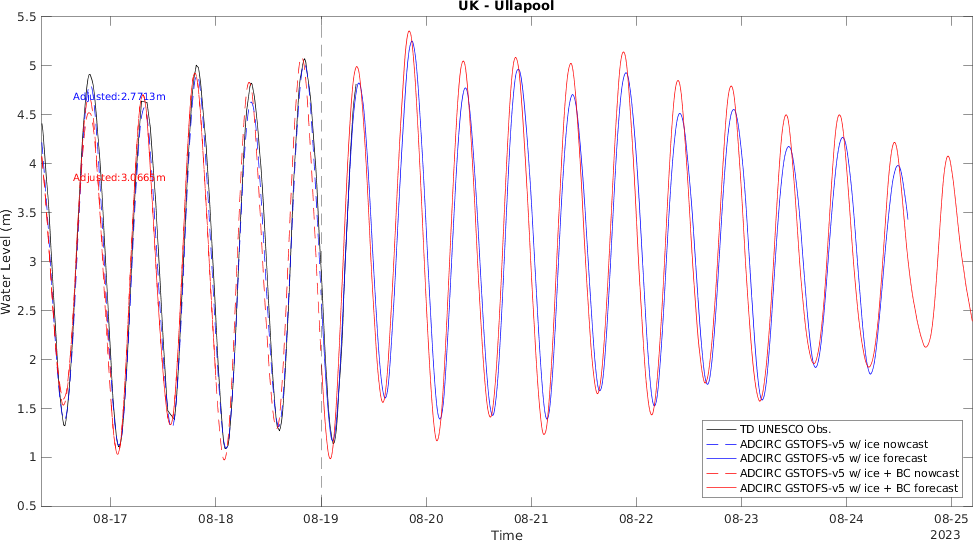 UK - Ullapool
5.5
5
4.5
4
3.5
3
2.5
2
1.5
1
0.5
Water Level (m)
Adjusted:2.7713m
Adjusted:3.0665m
TD UNESCO Obs.
ADCIRC GSTOFS-v5 w/ ice nowcast
ADCIRC GSTOFS-v5 w/ ice forecast
ADCIRC GSTOFS-v5 w/ ice + BC nowcast
ADCIRC GSTOFS-v5 w/ ice + BC forecast
08-17 08-18 08-19 08-20 08-21 08-22 08-23 08-24 08-25
2023
Time